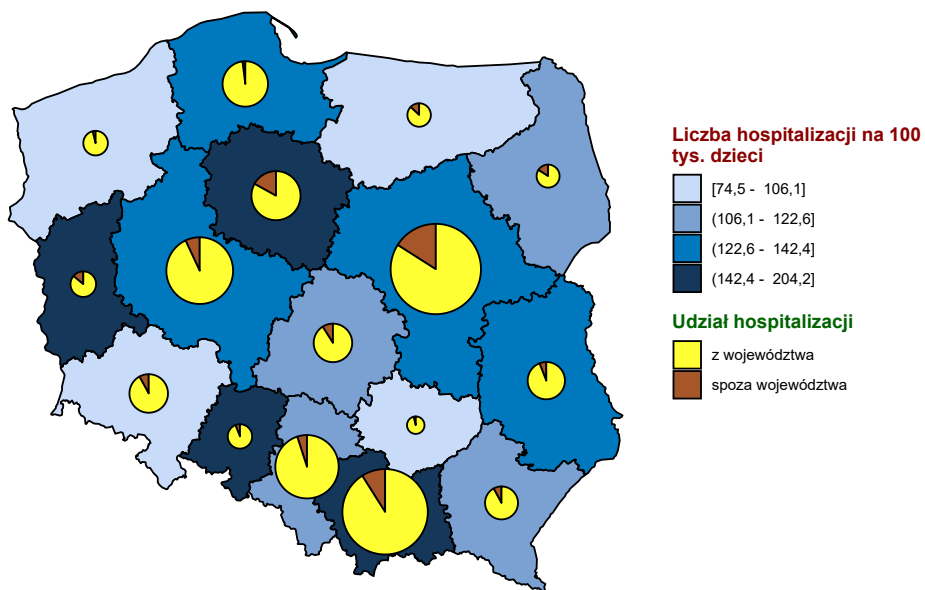 Liczba hospitalizacji na 100
tys. dzieci
[74,5 - 106,1]
(106,1 - 122,6]
(122,6 - 142,4]
(142,4 - 204,2]
Udział hospitalizacji
z województwa
spoza województwa